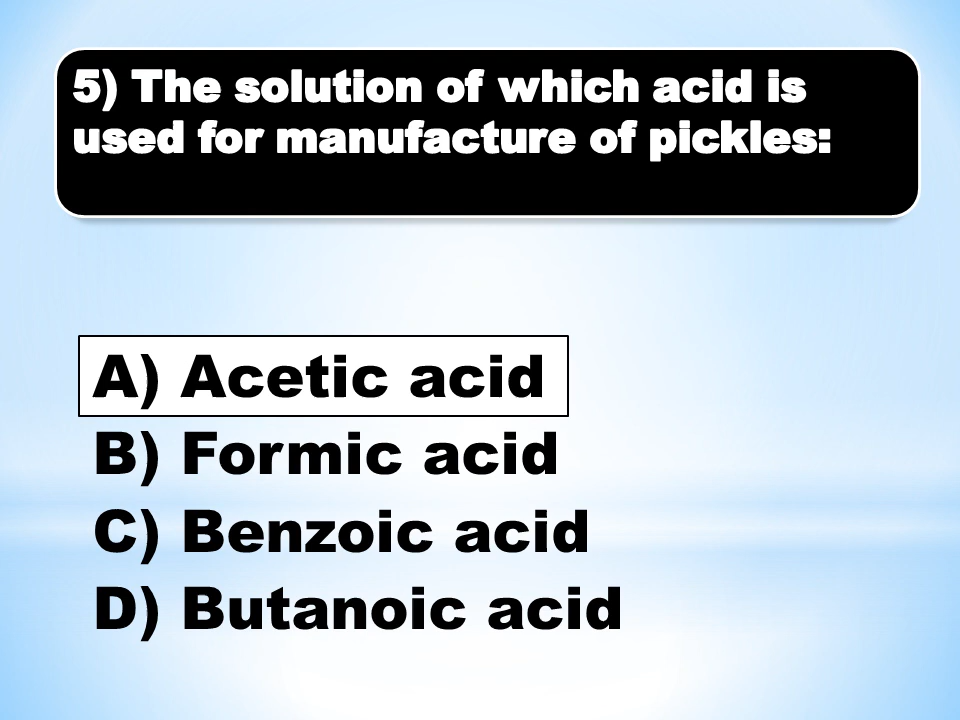 5) The solution of which acid is
used for manufacture of pickles:
A) Acetic acid
B) Formic acid
C) Benzoic acid
D) Butanoic acid